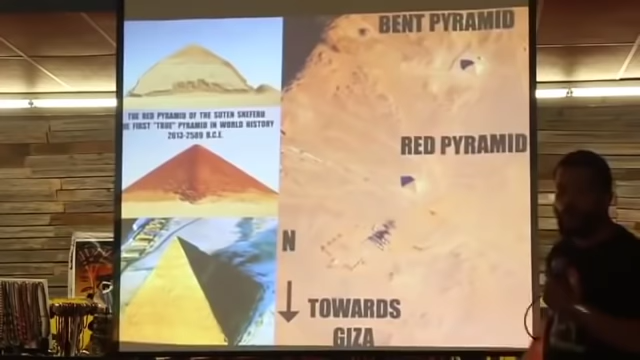 BENT PYRAMID
THE RED PYRAMID OF THE SUTEN SNEFERU
HE FIRST "TRUE" PYRAMID IN WORLD HISTORY
2613-2589 B.C.E.
RED PYRAMID
N
TOWARDS
GIZA